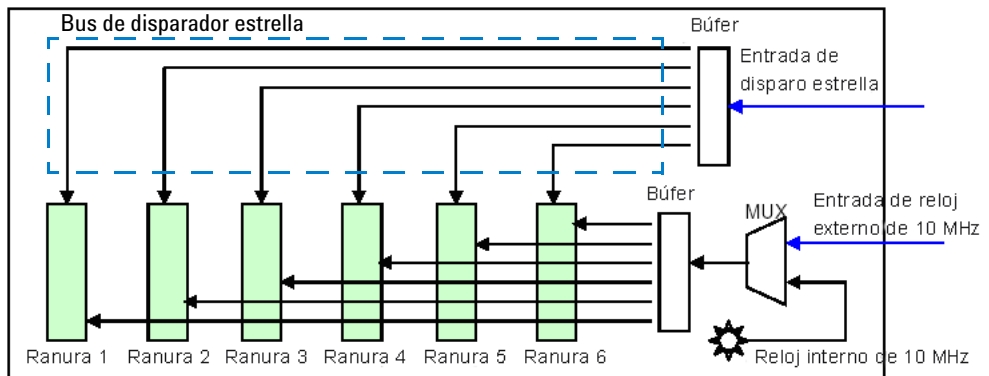 Bus de disparador estrella
Búfer
Entrada de
disparo estrella
Búfer
MUX
Entrada de reloj
externo de 10 MHz
Ranura 1
Ranura 2
Ranura 3
Ranura 4
Ranura 5
Ranura 6
Reloj interno de 10 MHz